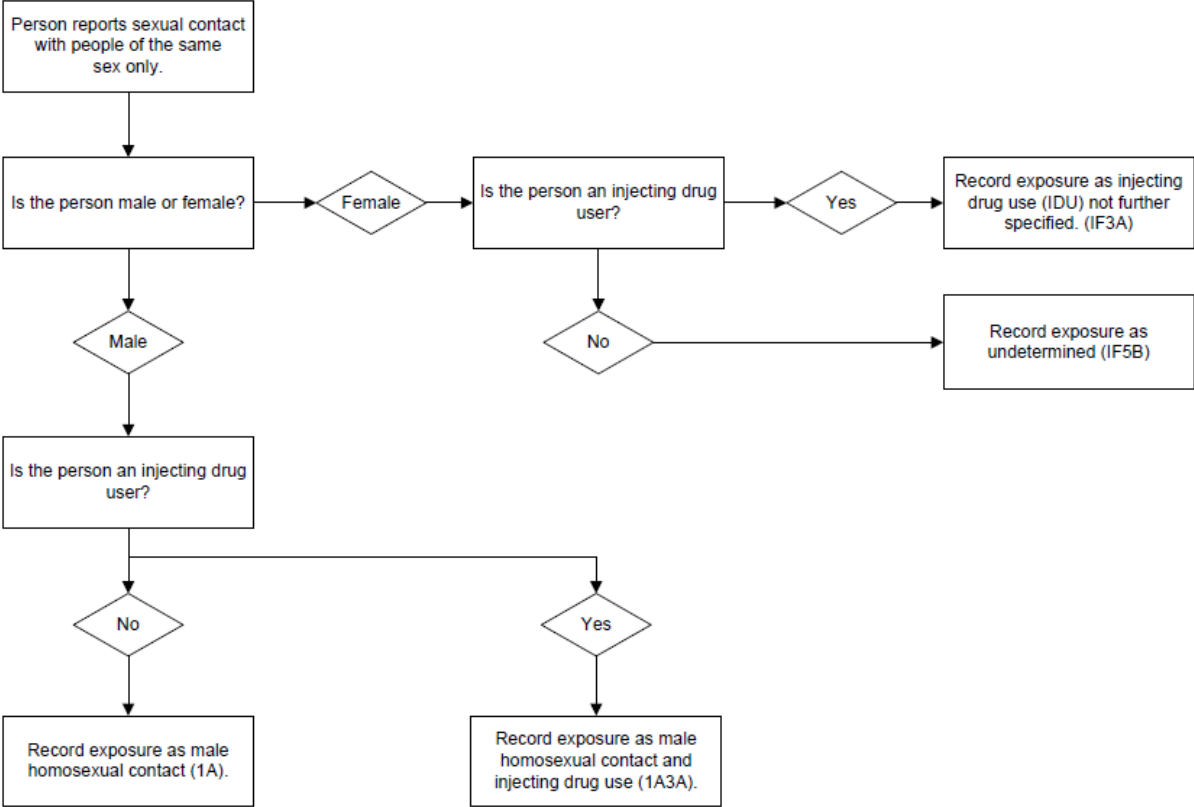 Person reports sexual contact
with people of the same
sex only.
Is the person male or female?
Female
Is the person an injecting drug
user?
Yes
Record exposure as injecting
drug use (IDU) not further
specified. (IF3A)
Male
No
Record exposure as
undetermined (IF5B)
Is the person an injecting drug
user?
No
Yes
Record exposure as male
homosexual contact (1A).
Record exposure as male
homosexual contact and
injecting drug use (1A3A).